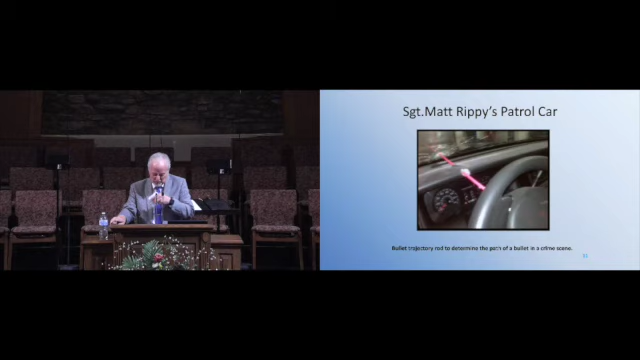 Sgt.Matt Rippy's Patrol Car
Bullet trajectory rod to determine the path of a bullet in a crime scene.